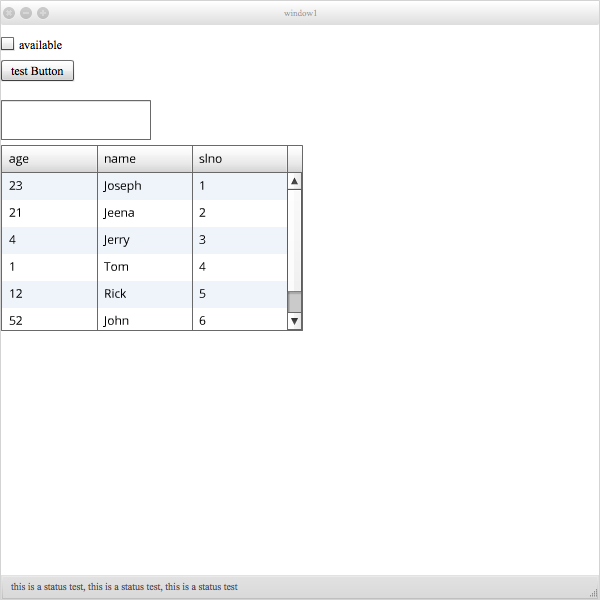 window1
available
test Button
age name slno
23 Joseph 1
21 Jeena 2
4 Jerry 3
1 Tom 4
12 Rick 5
52 John 6
this is a status test, this is a status test, this is a status test